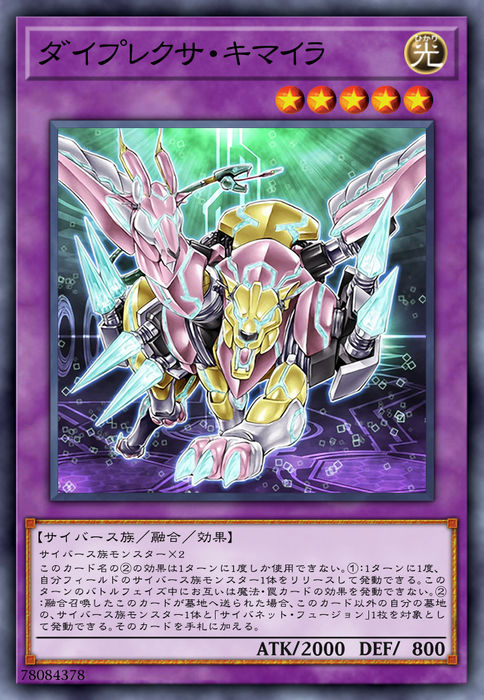 ダイプレクサ・キマイラ
ひかり
光
【サイバース族／融合／効果】
サイバース族モンスター×2
このカード名の②の効果は1ターンに1度しか使用できない。①:1ターンに1度、
自分フィールドのサイバース族モンスター1体をリリースして発動できる。この
ターンのバトルフェイズ中にお互いは魔法・罠カードの効果を発動できない。②
:融合召喚したこのカードが墓地へ送られた場合、このカード以外の自分の墓地
の、サイバース族モンスター1体と「サイバネット・フュージョン」1枚を対象とし
て発動できる。そのカードを手札に加える。
ATK/2000 DEF/ 800
78084378